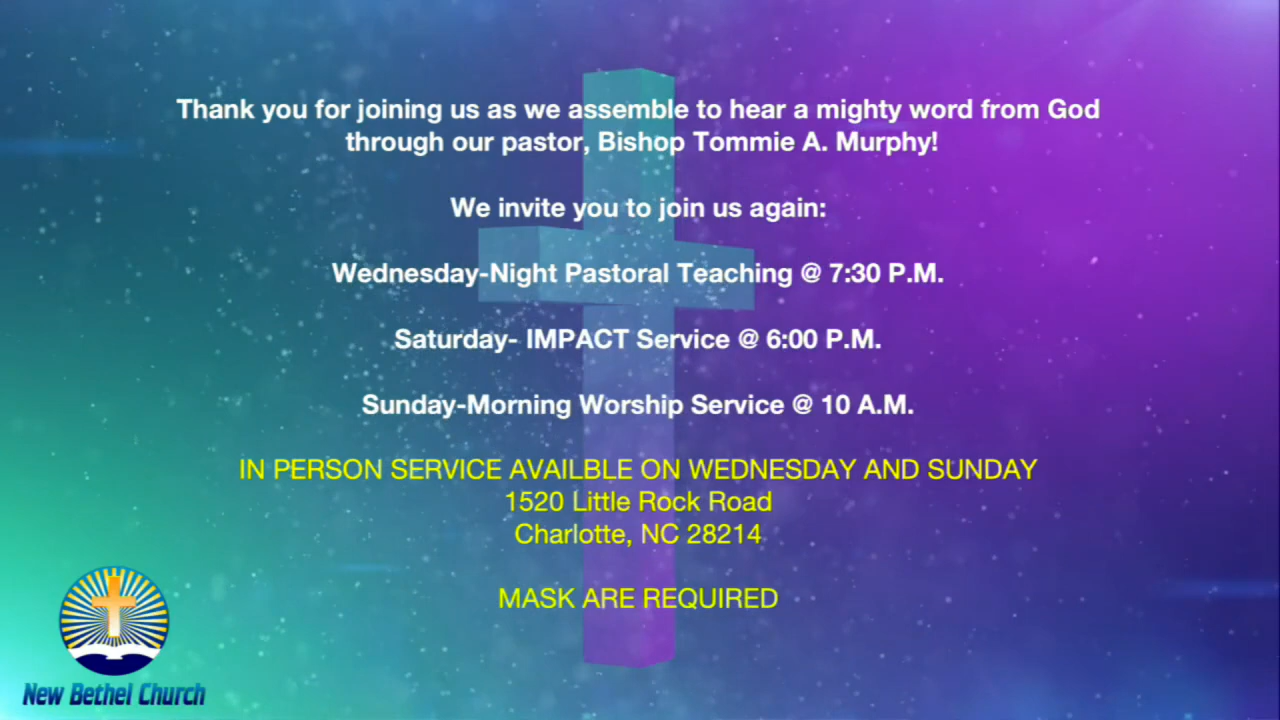 Thank you for joining us as we assemble to hear a mighty word from God
through our pastor, Bishop Tommie A. Murphy!
We invite you to join us again:
Wednesday-Night Pastoral Teaching @ 7:30 P.M.
Saturday- IMPACT Service @ 6:00 P.M.
Sunday-Morning Worship Service @ 10 A.M.
IN PERSON SERVICE AVAILBLE ON WEDNESDAY AND SUNDAY
1520 Little Rock Road
Charlotte, NC 28214
MASK ARE REQUIRED
New Bethel Church